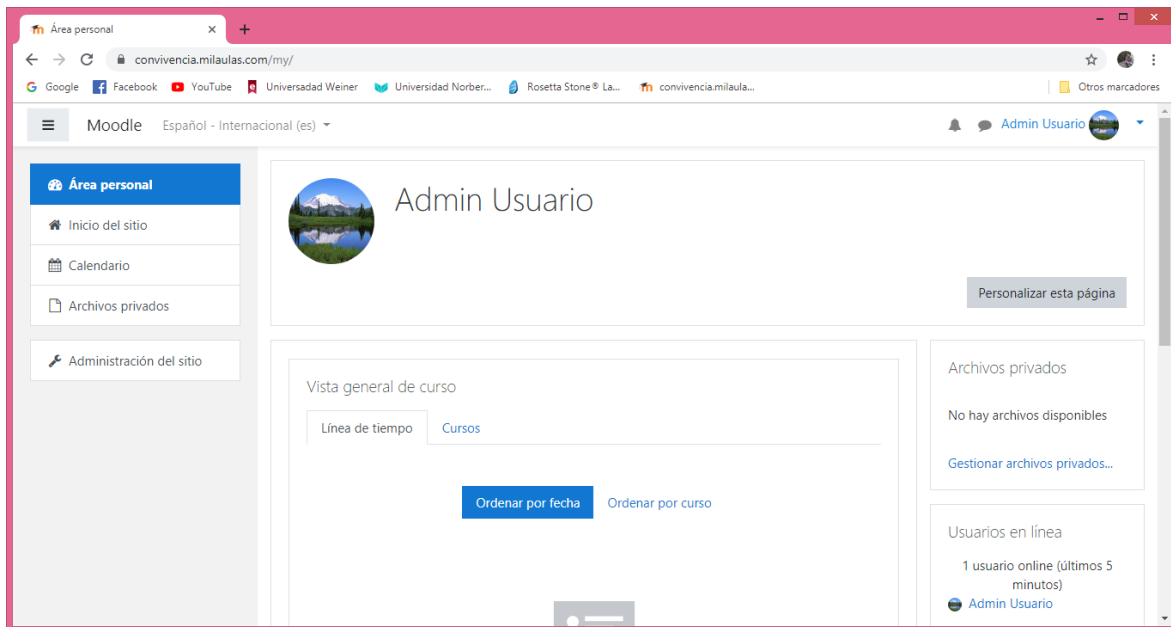 Área personal
convivencia.milaulas.com/my/
Google Facebook YouTube Universadad Weiner Universidad Norber... Rosetta Stone® La... convivencia.milaula... Otros marcadores
Moodle Español - Internacional (es) Admin Usuario
Área personal
Inicio del sitio
Calendario
Archivos privados
Administración del sitio
Admin Usuario
Personalizar esta página
Vista general de curso
Línea de tiempo Cursos
Ordenar por fecha Ordenar por curso
Archivos privados
No hay archivos disponibles
Gestionar archivos privados...
Usuarios en línea
1 usuario online (últimos 5
minutos)
Admin Usuario